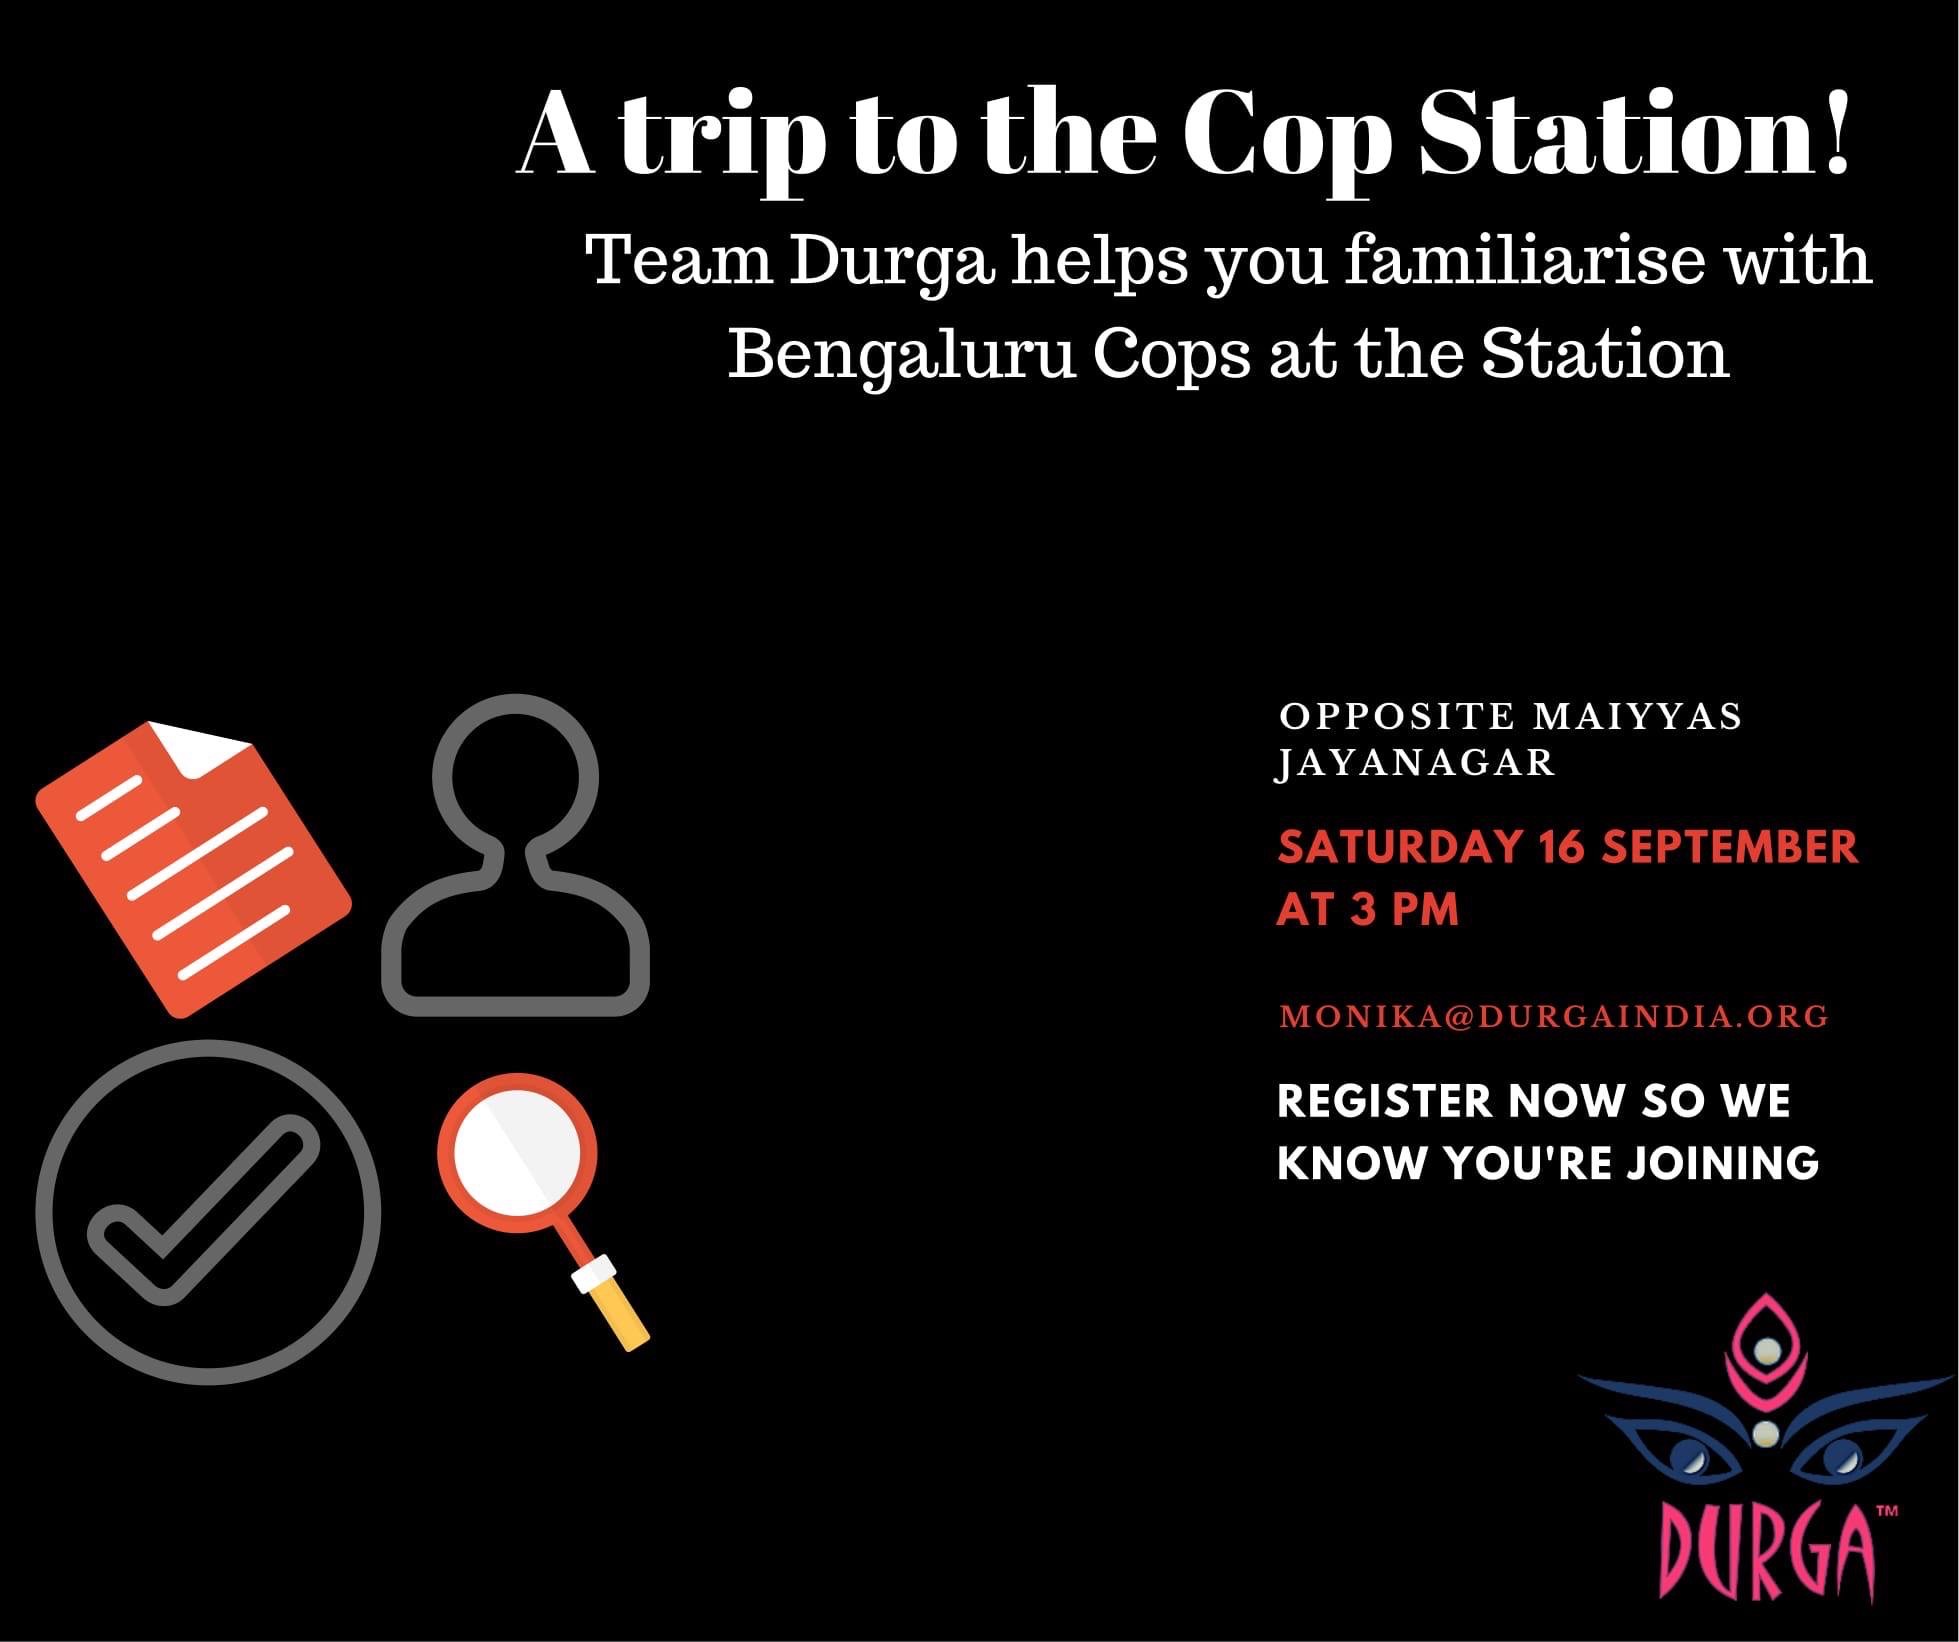 A trip to the Cop Station!
Team Durga helps you familiarise with
Bengaluru Cops at the Station
OPPOSITE MAIYYAS
JAYANAGAR
SATURDAY 16 SEPTEMBER
AT 3 PM
MONIKA@DURGAINDIA.ORG
REGISTER NOW SO WE
KNOW YOU'RE JOINING
DURGA™